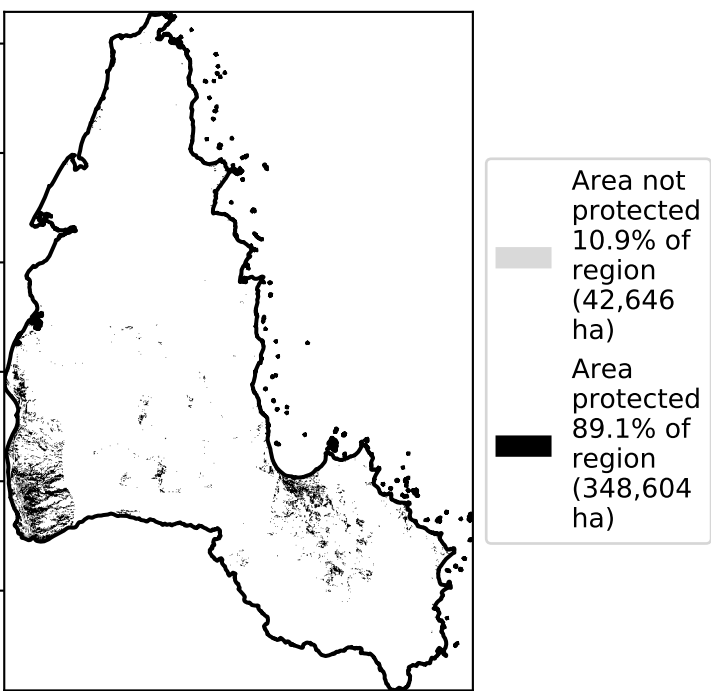 Area not
protected
10.9% of
region
(42,646
ha)
Area
protected
89.1% of
region
(348,604
ha)